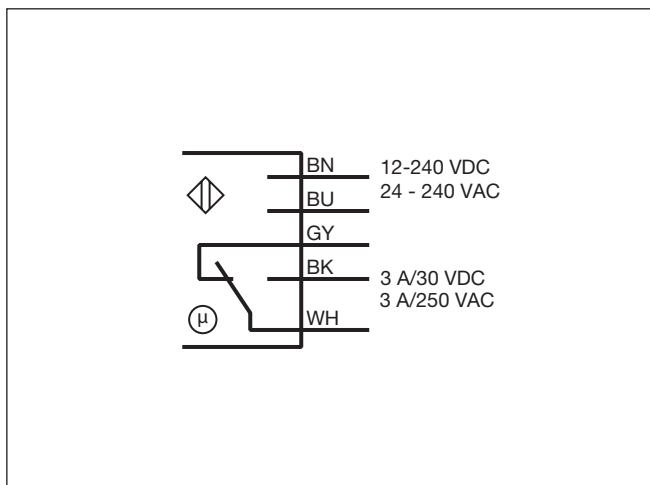 BN
12-240 VDC
BU
24 - 240 VAC
GY
BK
3 A/30 VDC
3 A/250 VAC
WH
µ